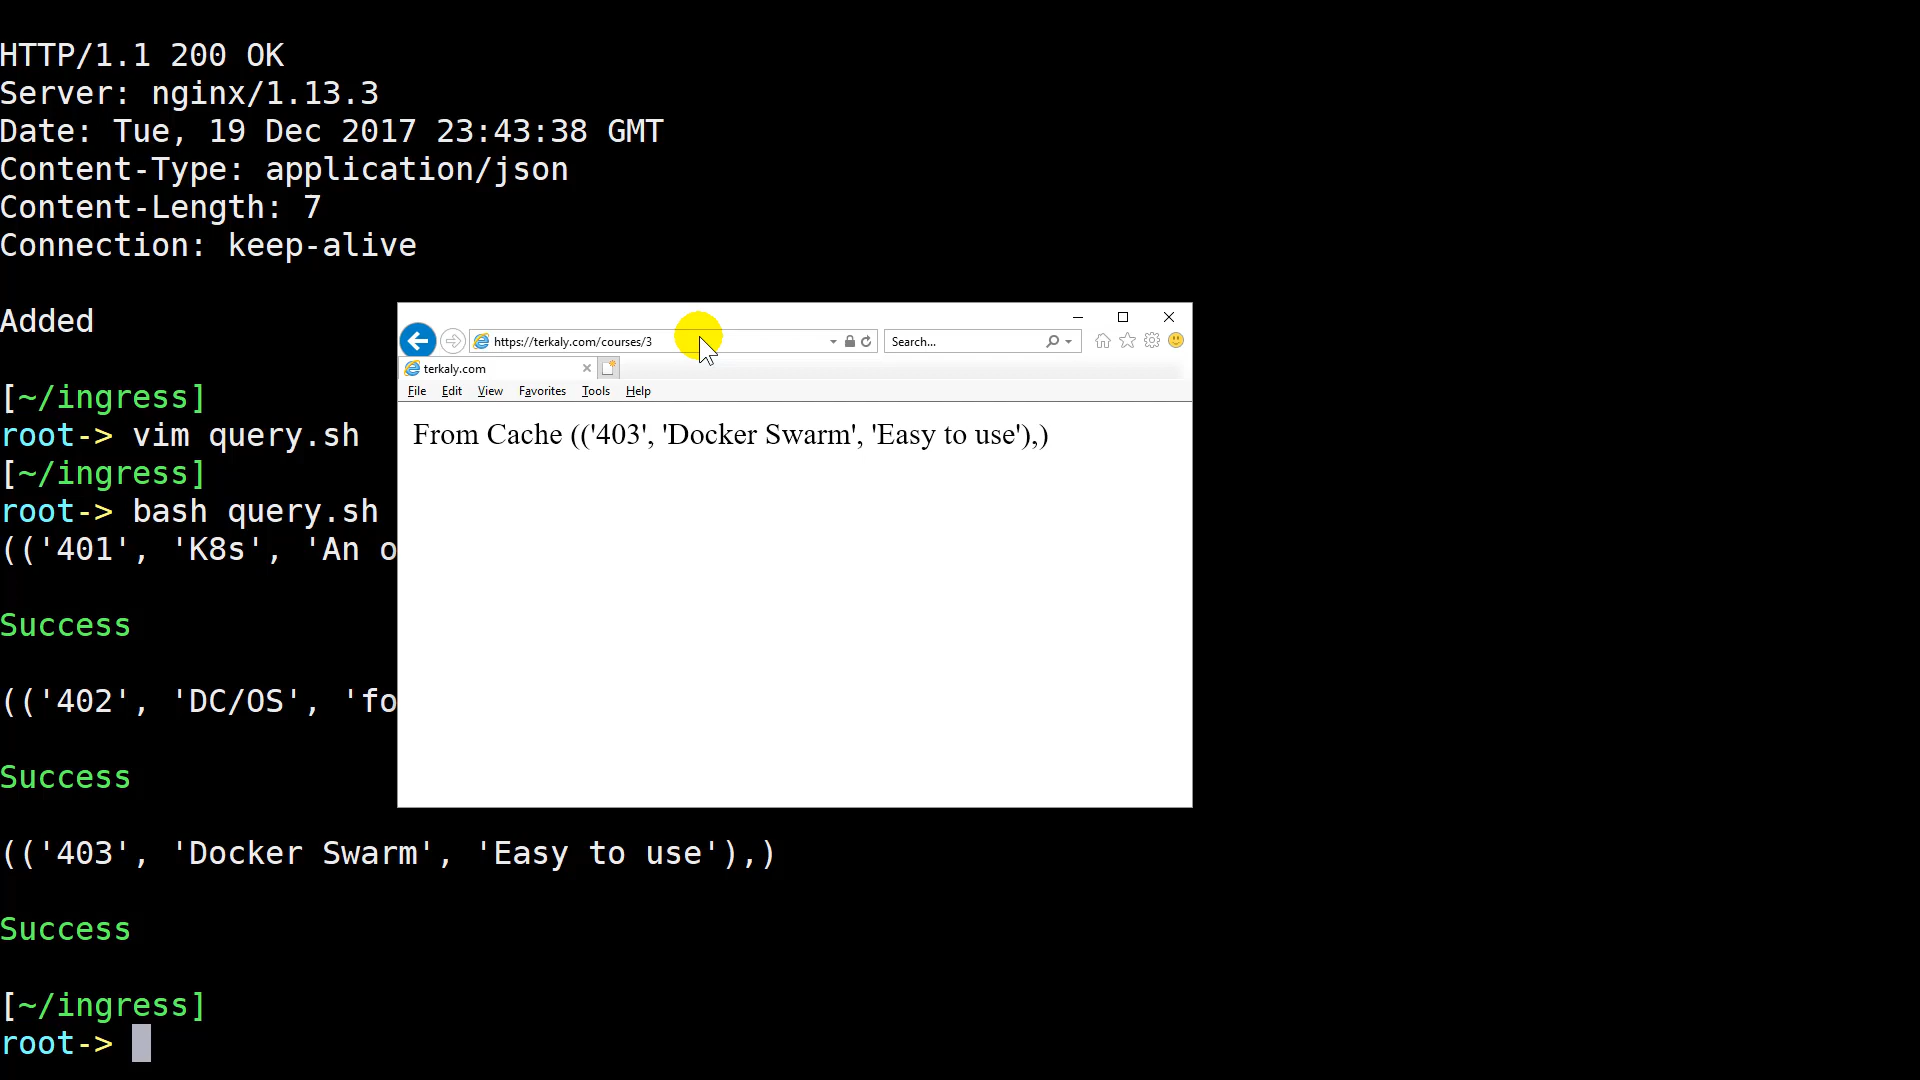 HTTP/1.1 200 OK
Server: nginx/1.13.3
Date: Tue, 19 Dec 2017 23:43:38 GMT
Content-Type: application/json
Content-Length: 7
Connection: keep-alive
Added
[~/ingress]
root-> vim query.sh
[~/ingress]
root-> bash query.sh
(('401', 'K8s', 'An o
Success
(('402', 'DC/OS', 'fo
Success
(('403', 'Docker Swarm', 'Easy to use'),)
Success
[~/ingress]
root->
https://terkaly.com/courses/3
Search...
terkaly.com
File Edit View Favorites Tools Help
From Cache (('403', 'Docker Swarm', 'Easy to use'),)